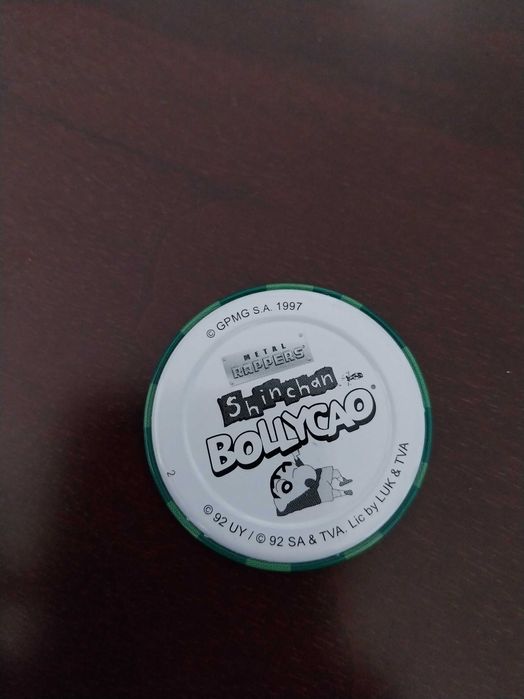 © GPMG S.A. 1997
METAL
RAPPERS
Shinchan
BOLLYCAO®
2
© 92 UY / © 92 SA & TVA. Lic by LUK & TVA